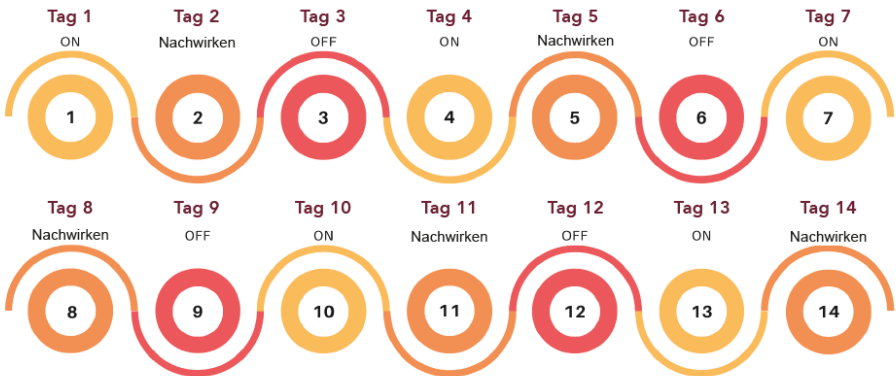 Tag 1 Tag 2 Tag 3 Tag 4 Tag 5 Tag 6 Tag 7
ON Nachwirken OFF ON Nachwirken OFF ON
1 2 3 4 5 6 7
Tag 8 Tag 9 Tag 10 Tag 11 Tag 12 Tag 13 Tag 14
Nachwirken OFF ON Nachwirken OFF ON Nachwirken
8 9 10 11 12 13 14